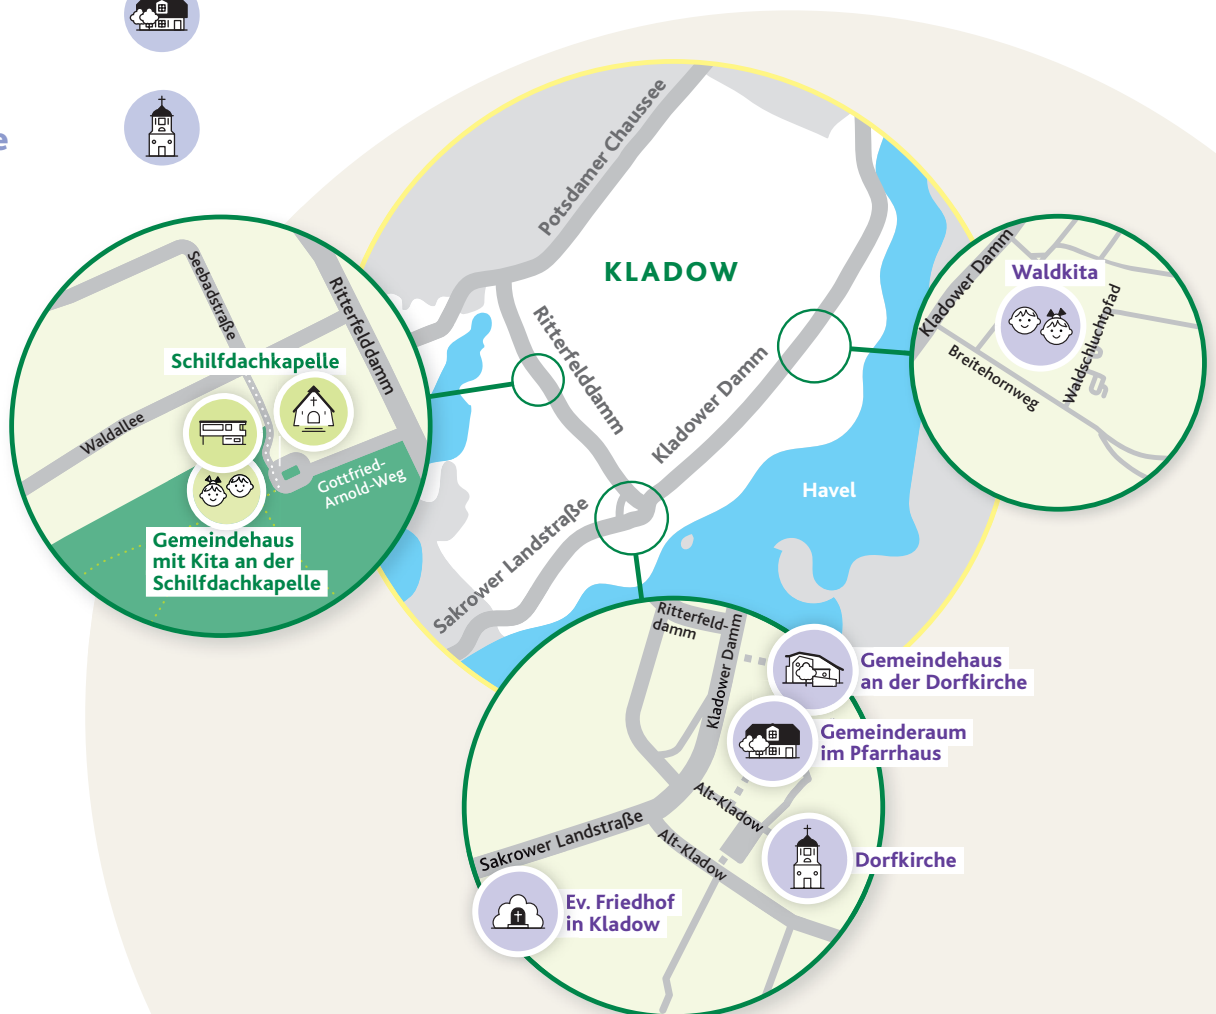 e
Potsdamer Chaussee
KLADOW
Ritterfelddamm
Kladower Damm
Sakrower Landstraße
Havel
Seebadstraße
Ritterfelddamm
Schilfdachkapelle
Waldallee
Gottfried-
Arnold-Weg
Gemeindehaus
mit Kita an der
Schilfdachkapelle
Kladower Damm
Waldkita
Waldschluchtpfad
Breitehornweg
Ritterfeld-
damm
Kladower Damm
Gemeindehaus
an der Dorfkirche
Gemeinderaum
im Pfarrhaus
Alt-Kladow
Sakrower Landstraße
Alt-Kladow
Dorfkirche
Ev. Friedhof
in Kladow